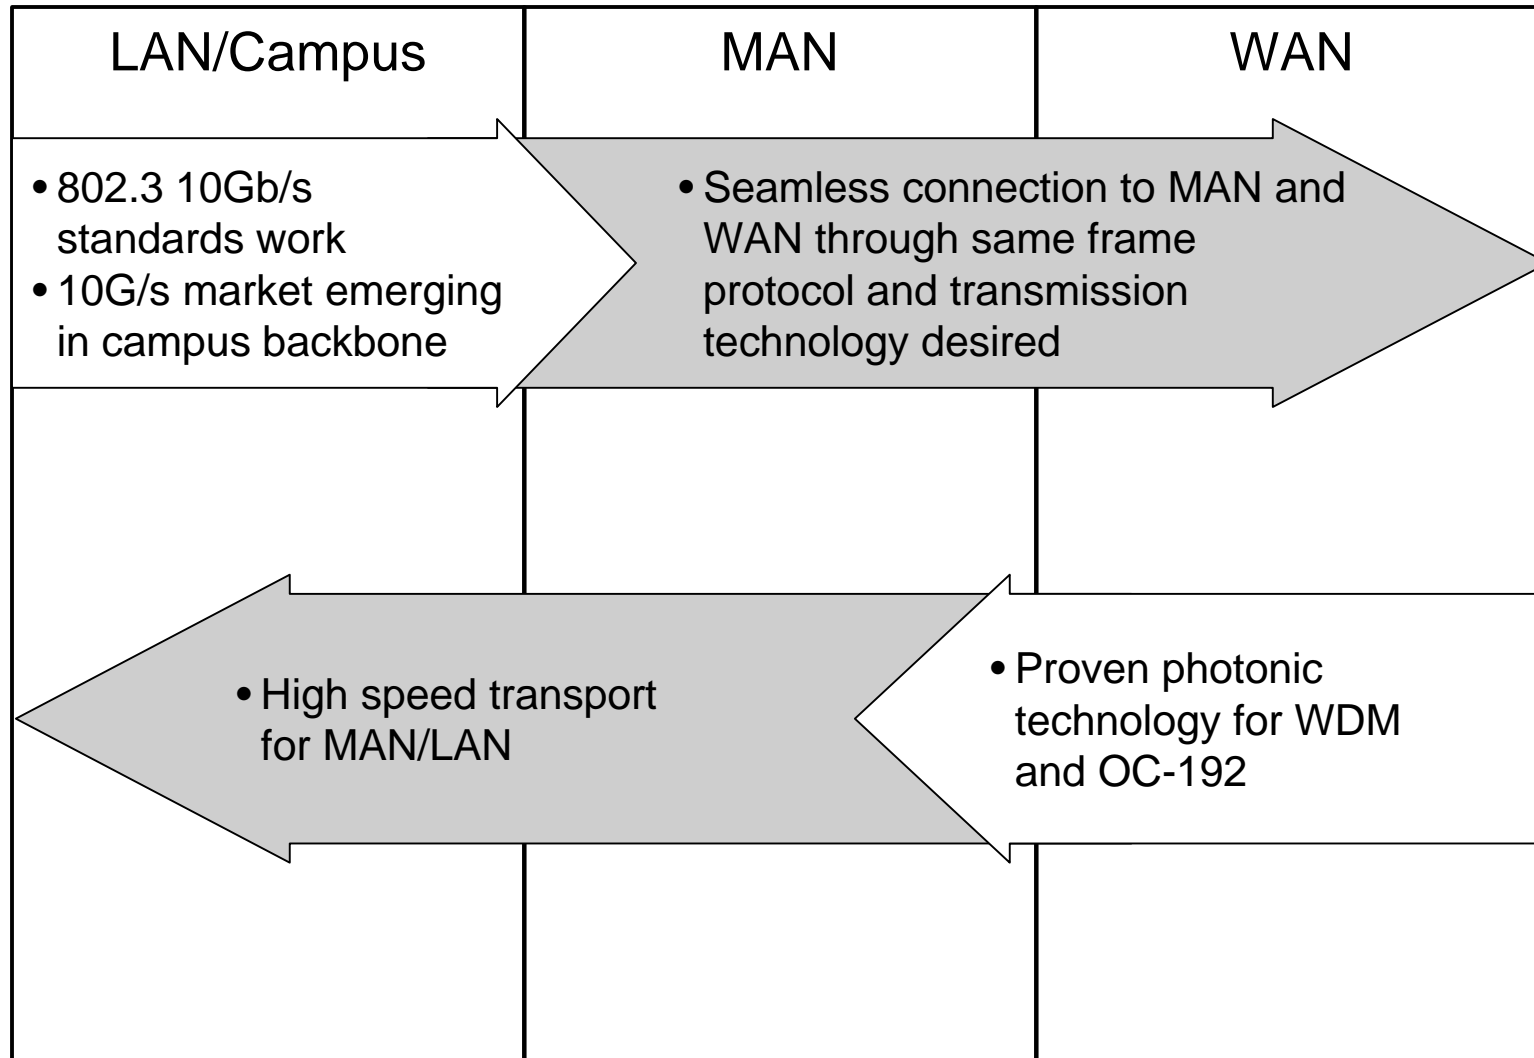 LAN/Campus
MAN
WAN
• 802.3 10Gb/s
standards work
• 10G/s market emerging
in campus backbone
• Seamless connection to MAN and
WAN through same frame
protocol and transmission
technology desired
• High speed transport
for MAN/LAN
• Proven photonic
technology for WDM
and OC-192